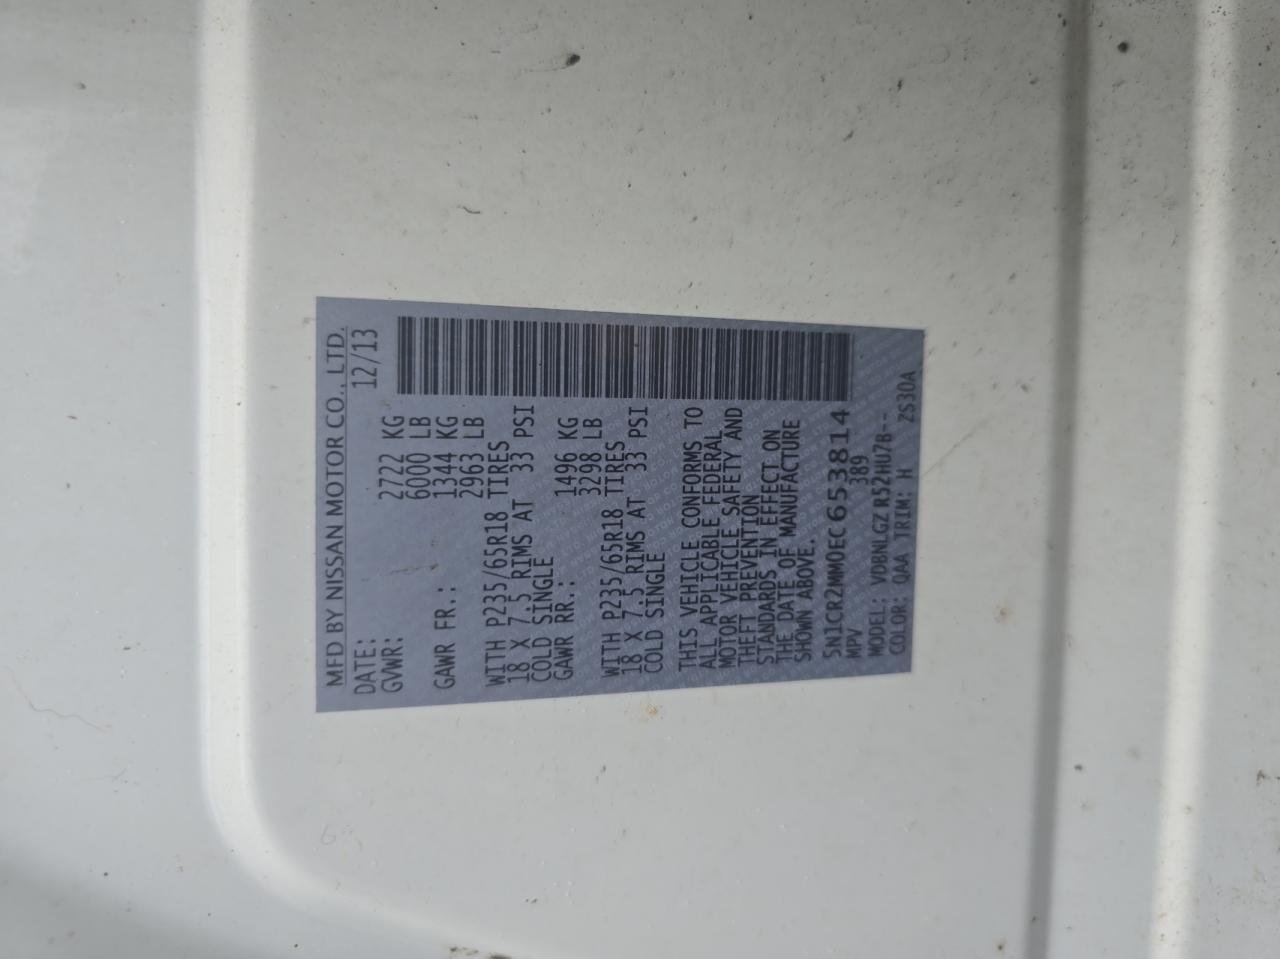 MFD BY NISSAN MOTOR CO., LTD.
DATE: 12/13
GVWR: 2722 KG
6000 LB
GAWR FR.: 1344 KG
2963 LB
WITH P235/65R18 TIRES
18 X 7.5 RIMS AT 33 PSI
COLD SINGLE
GAWR RR.: 1496 KG
3298 LB
WITH P235/65R18 TIRES
18 X 7.5 RIMS AT 33 PSI
COLD SINGLE
THIS VEHICLE CONFORMS TO
ALL APPLICABLE FEDERAL
MOTOR VEHICLE SAFETY AND
THEFT PREVENTION
STANDARDS IN EFFECT ON
THE DATE OF MANUFACTURE
SHOWN ABOVE.
5N1CR2MM0EC653814
MPV 389
MODEL: VDBNLGZ R52HU7B--
COLOR: QAA TRIM: H ZS30A